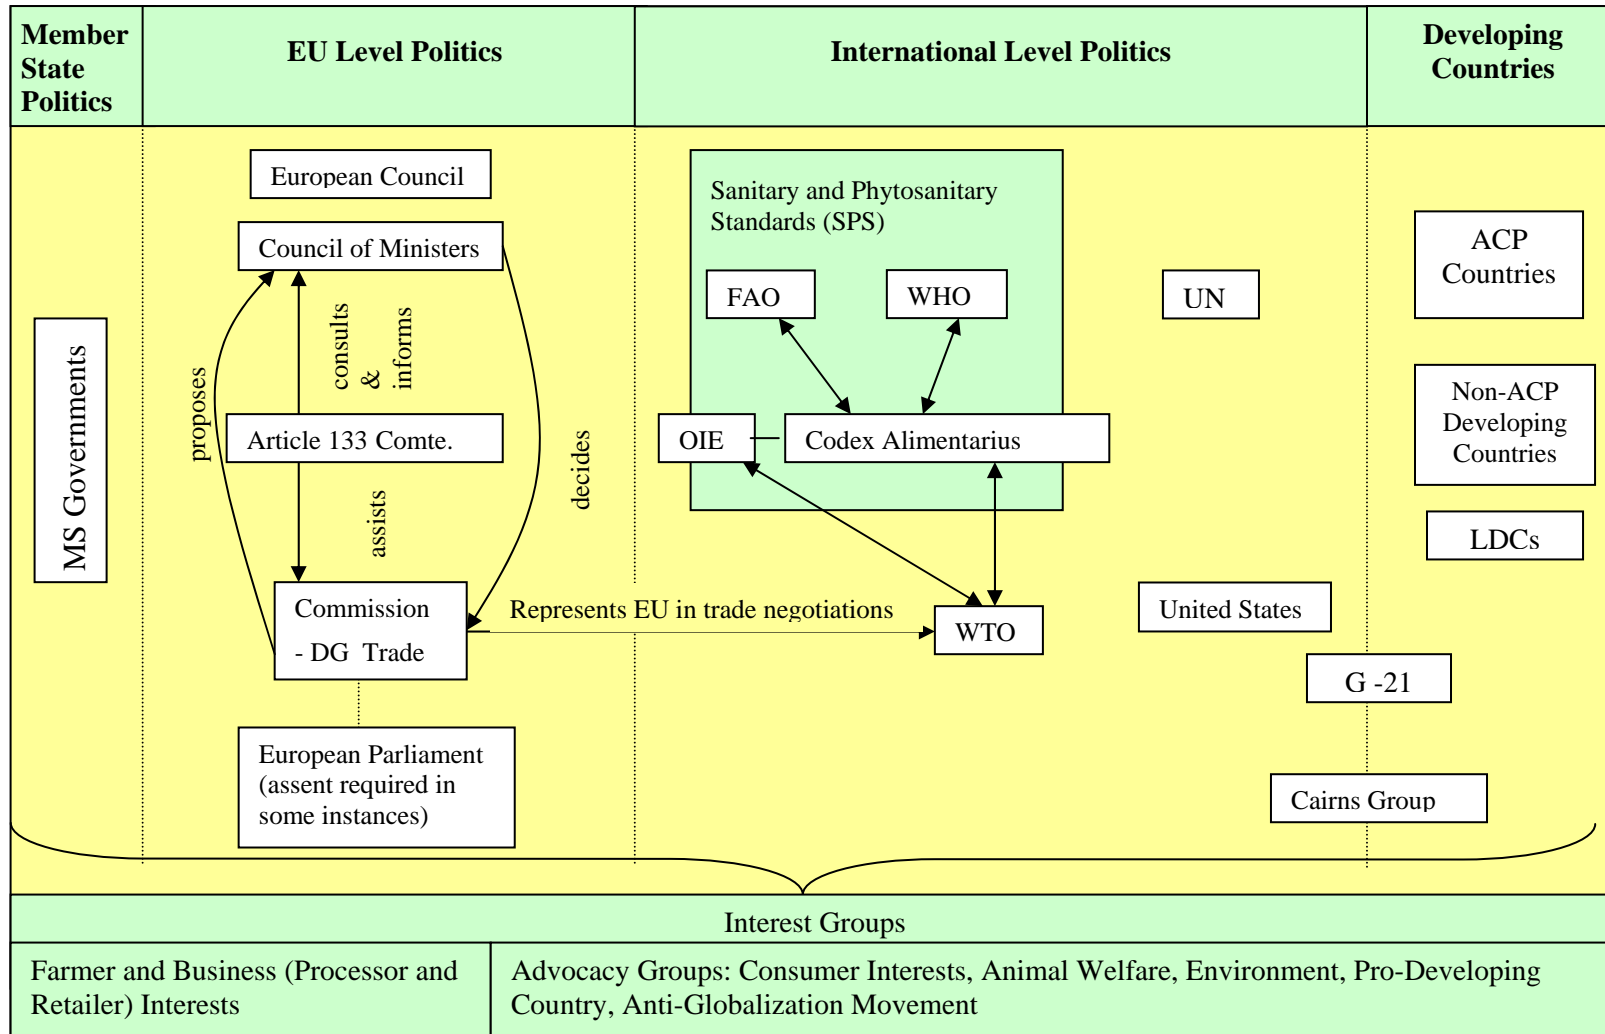 Member
State
Politics
EU Level Politics
International Level Politics
Developing
Countries
MS Governments
European Council
Council of Ministers
proposes
consults
&
informs
decides
Article 133 Comte.
assists
Commission
- DG Trade
European Parliament
(assent required in
some instances)
Represents EU in trade negotiations
Sanitary and Phytosanitary
Standards (SPS)
FAO
WHO
OIE
Codex Alimentarius
WTO
UN
United States
G -21
Cairns Group
ACP
Countries
Non-ACP
Developing
Countries
LDCs
Interest Groups
Farmer and Business (Processor and
Retailer) Interests
Advocacy Groups: Consumer Interests, Animal Welfare, Environment, Pro-Developing
Country, Anti-Globalization Movement